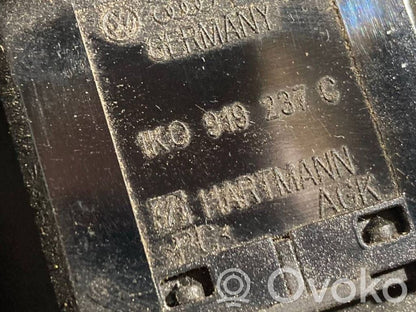 GERMANY
1K0 919 237 C
HARTMANN
AGK
Ovoko